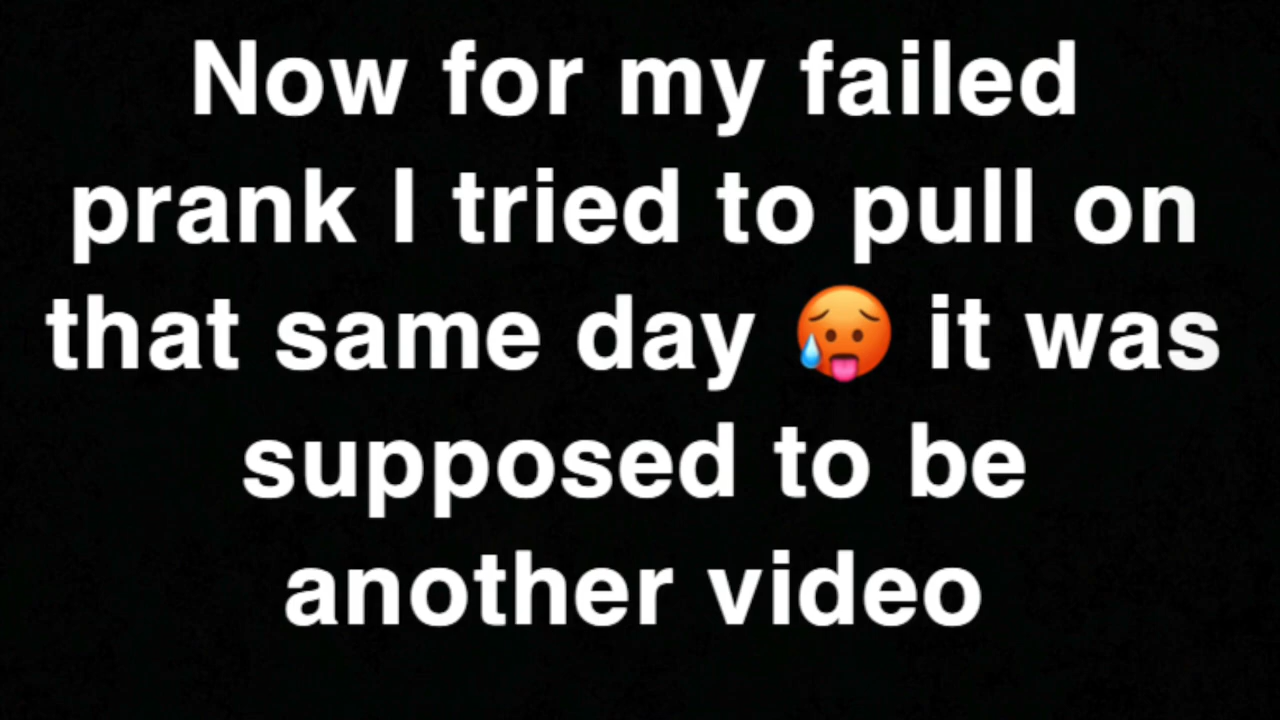 Now for my failed
prank I tried to pull on
that same day 🥵 it was
supposed to be
another video